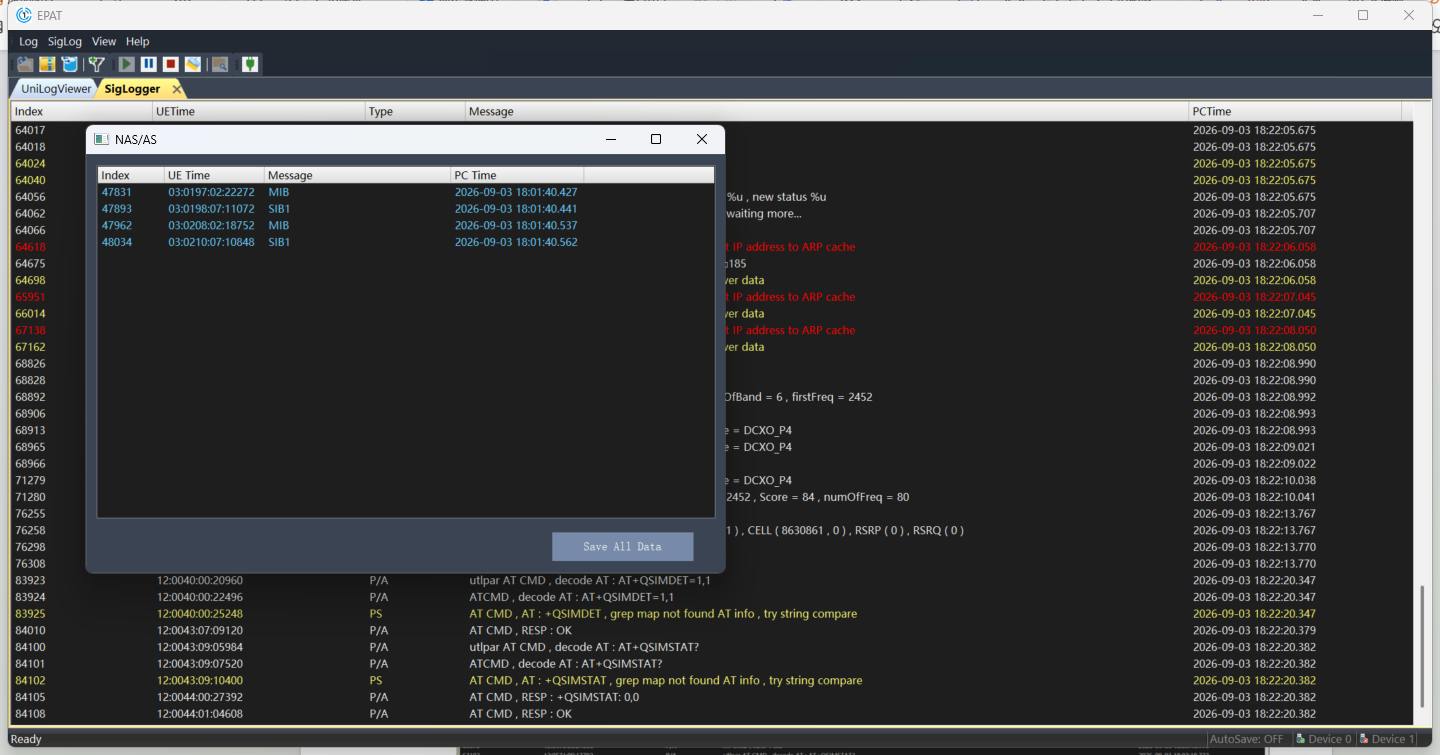 EPAT
Log SigLog View Help
UniLogViewer SigLogger
Index UETime Type Message PCTime
64017 2026-09-03 18:22:05.675
64018 2026-09-03 18:22:05.675
64024 2026-09-03 18:22:05.675
64040 2026-09-03 18:22:05.675
64056 %u , new status %u 2026-09-03 18:22:05.675
64062 waiting more... 2026-09-03 18:22:05.707
64066 2026-09-03 18:22:05.707
64618 IP address to ARP cache 2026-09-03 18:22:06.058
64675 185 2026-09-03 18:22:06.058
64698 data 2026-09-03 18:22:06.058
65951 IP address to ARP cache 2026-09-03 18:22:07.045
66014 data 2026-09-03 18:22:07.045
67138 IP address to ARP cache 2026-09-03 18:22:08.050
67162 data 2026-09-03 18:22:08.050
68826 2026-09-03 18:22:08.990
68828 2026-09-03 18:22:08.990
68892 OfBand = 6 , firstFreq = 2452 2026-09-03 18:22:08.992
68906 2026-09-03 18:22:08.993
68913 = DCXO_P4 2026-09-03 18:22:08.993
68965 = DCXO_P4 2026-09-03 18:22:09.021
68966 2026-09-03 18:22:09.022
71279 = DCXO_P4 2026-09-03 18:22:10.038
71280 2452 , Score = 84 , numOfFreq = 80 2026-09-03 18:22:10.041
76255 2026-09-03 18:22:13.767
76258 1 ) , CELL ( 8630861 , 0 ) , RSRP ( 0 ) , RSRQ ( 0 ) 2026-09-03 18:22:13.767
76298 2026-09-03 18:22:13.770
76308 2026-09-03 18:22:13.770
83923 12:0040:00:20960 P/A utlpar AT CMD , decode AT : AT+QSIMDET=1,1 2026-09-03 18:22:20.347
83924 12:0040:00:22496 P/A ATCMD , decode AT : AT+QSIMDET=1,1 2026-09-03 18:22:20.347
83925 12:0040:00:25248 PS AT CMD , AT : +QSIMDET , grep map not found AT info , try string compare 2026-09-03 18:22:20.347
84010 12:0043:07:09120 P/A AT CMD , RESP : OK 2026-09-03 18:22:20.379
84100 12:0043:09:05984 P/A utlpar AT CMD , decode AT : AT+QSIMSTAT? 2026-09-03 18:22:20.382
84101 12:0043:09:07520 P/A ATCMD , decode AT : AT+QSIMSTAT? 2026-09-03 18:22:20.382
84102 12:0043:09:10400 PS AT CMD , AT : +QSIMSTAT , grep map not found AT info , try string compare 2026-09-03 18:22:20.382
84105 12:0044:00:27392 P/A AT CMD , RESP : +QSIMSTAT: 0,0 2026-09-03 18:22:20.382
84108 12:0044:01:04608 P/A AT CMD , RESP : OK 2026-09-03 18:22:20.382
NAS/AS
Index UE Time Message PC Time
47831 03:0197:02:22272 MIB 2026-09-03 18:01:40.427
47893 03:0198:07:11072 SIB1 2026-09-03 18:01:40.441
47962 03:0208:02:18752 MIB 2026-09-03 18:01:40.537
48034 03:0210:07:10848 SIB1 2026-09-03 18:01:40.562
Save All Data
Ready AutoSave: OFF Device 0 Device 1